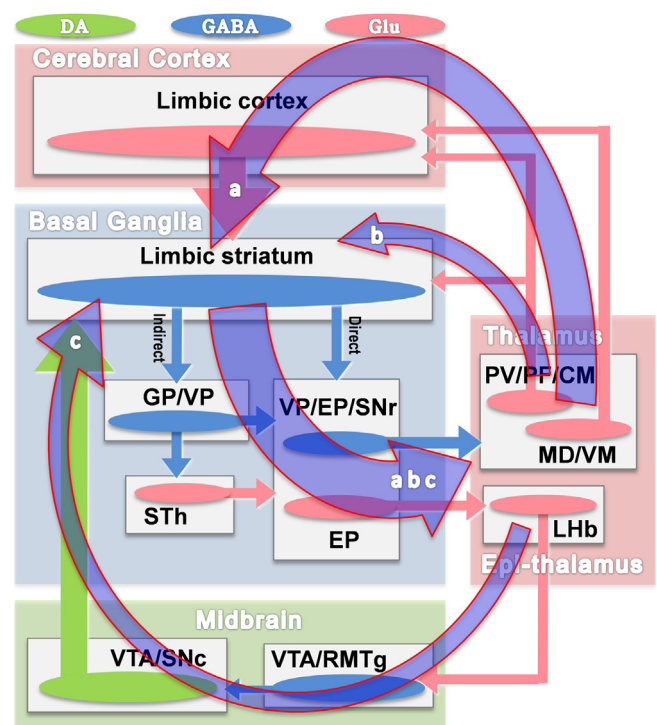 DA GABA Glu
Cerebral Cortex
Limbic cortex
a
Basal Ganglia
b
Limbic striatum
Indirect
Direct
c
Thalamus
PV/PF/CM
GP/VP
VP/EP/SNr
MD/VM
a b c
STh
EP
LHb
Epi-thalamus
Midbrain
VTA/SNc
VTA/RMTg